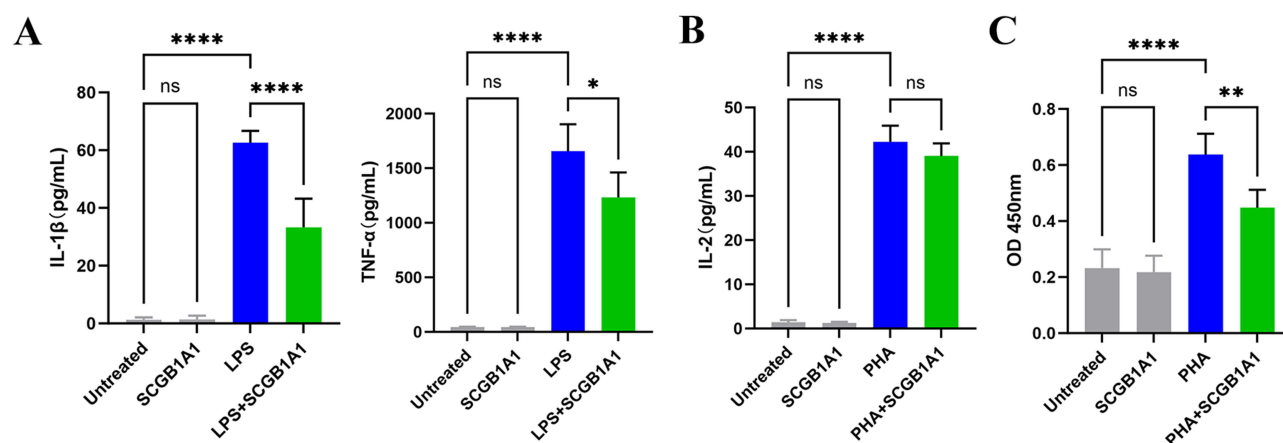 A
****
ns
****
IL-1β(pg/mL)
80
60
40
20
0
Untreated
SCGB1A1
LPS
LPS+SCGB1A1
****
ns
*
TNF-α(pg/mL)
2000
1500
1000
500
0
Untreated
SCGB1A1
LPS
LPS+SCGB1A1
B
****
ns
ns
IL-2(pg/mL)
50
40
30
20
10
0
Untreated
SCGB1A1
PHA
PHA+SCGB1A1
C
****
ns
**
OD 450nm
0.8
0.6
0.4
0.2
0.0
Untreated
SCGB1A1
PHA
PHA+SCGB1A1